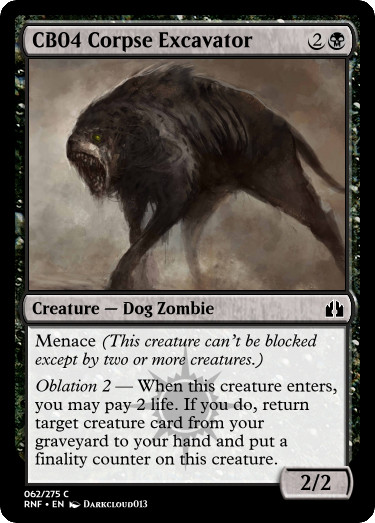 CB04 Corpse Excavator 2
Creature — Dog Zombie
Menace (This creature can't be blocked
except by two or more creatures.)
Oblation 2 — When this creature enters,
you may pay 2 life. If you do, return
target creature card from your
graveyard to your hand and put a
finality counter on this creature.
2/2
062/275 C
RNF • EN Darkcloud013